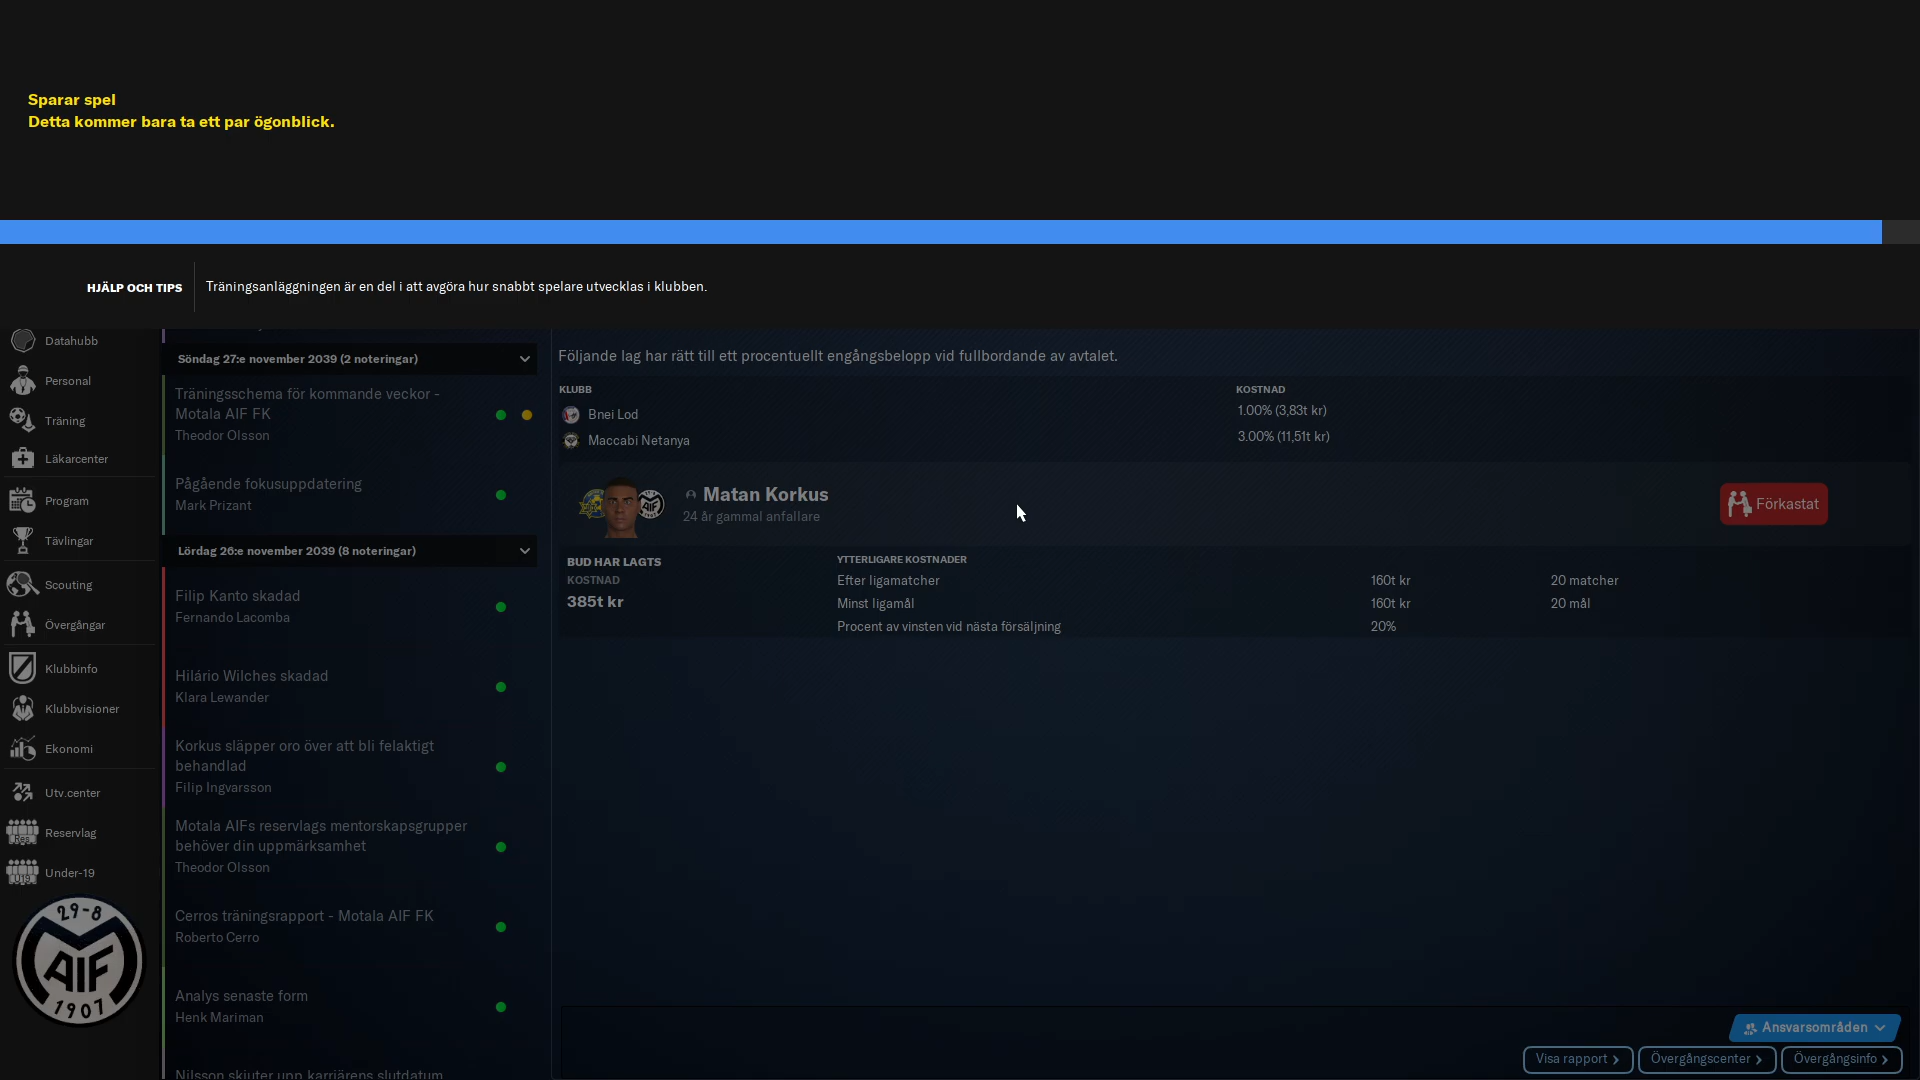 Sparar spel
Detta kommer bara ta ett par ögonblick.
HJÄLP OCH TIPS
Träningsanläggningen är en del i att avgöra hur snabbt spelare utvecklas i klubben.
Datahubb
Personal
Träning
Läkarcenter
Program
Tävlingar
Scouting
Övergångar
Klubbinfo
Klubbvisioner
Ekonomi
Utv.center
Reservlag
Under-19
29-8
AIF
1907
Söndag 27:e november 2039 (2 noteringar)
Träningsschema för kommande veckor -
Motala AIF FK
Theodor Olsson
Pågående fokusuppdatering
Mark Prizant
Lördag 26:e november 2039 (8 noteringar)
Filip Kanto skadad
Fernando Lacomba
Hilário Wilches skadad
Klara Lewander
Korkus släpper oro över att bli felaktigt
behandlad
Filip Ingvarsson
Motala AIFs reservlags mentorskapsgrupper
behöver din uppmärksamhet
Theodor Olsson
Cerros träningsrapport - Motala AIF FK
Roberto Cerro
Analys senaste form
Henk Mariman
Nilsson skjuter upp karriärens slutdatum
Följande lag har rätt till ett procentuellt engångsbelopp vid fullbordande av avtalet.
KLUBB KOSTNAD
Bnei Lod 1.00% (3,83t kr)
Maccabi Netanya 3.00% (11,51t kr)
Matan Korkus
24 år gammal anfallare
Förkastat
BUD HAR LAGTS
KOSTNAD
385t kr
YTTERLIGARE KOSTNADER
Efter ligamatcher 160t kr 20 matcher
Minst ligamål 160t kr 20 mål
Procent av vinsten vid nästa försäljning 20%
Ansvarsområden
Visa rapport
Övergångscenter
Övergångsinfo